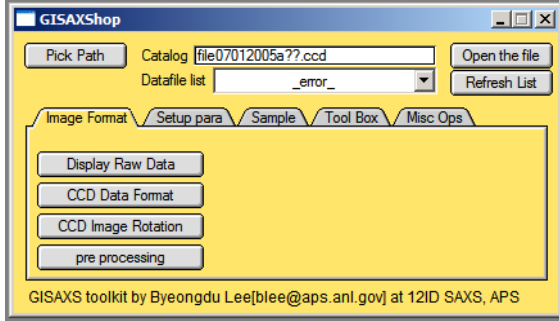 GISAXShop
Pick Path Catalog file07012005a??.ccd Open the file
Datafile list _error_ Refresh List
Image Format Setup para Sample Tool Box Misc Ops
Display Raw Data
CCD Data Format
CCD Image Rotation
pre processing
GISAXS toolkit by Byeongdu Lee[blee@aps.anl.gov] at 12ID SAXS, APS